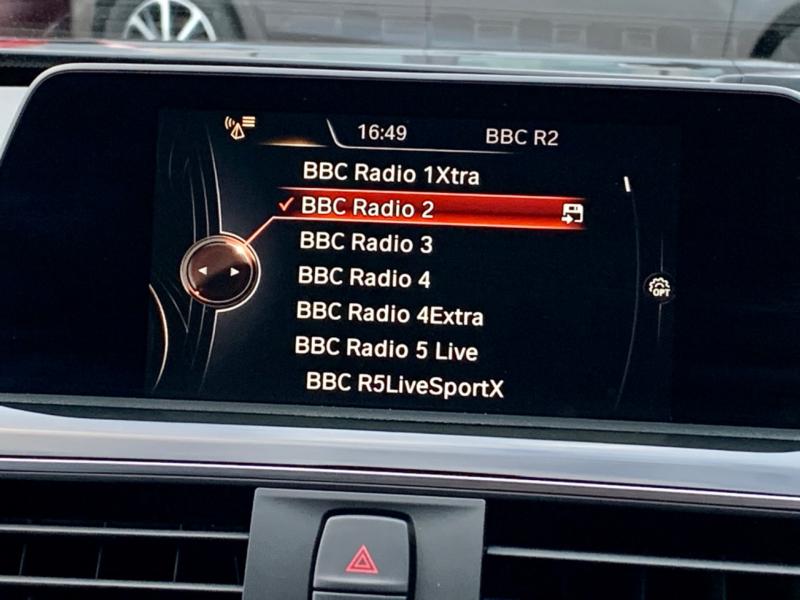 16:49 BBC R2
BBC Radio 1Xtra
BBC Radio 2
BBC Radio 3
BBC Radio 4
OPT
BBC Radio 4Extra
BBC Radio 5 Live
BBC R5LiveSportX